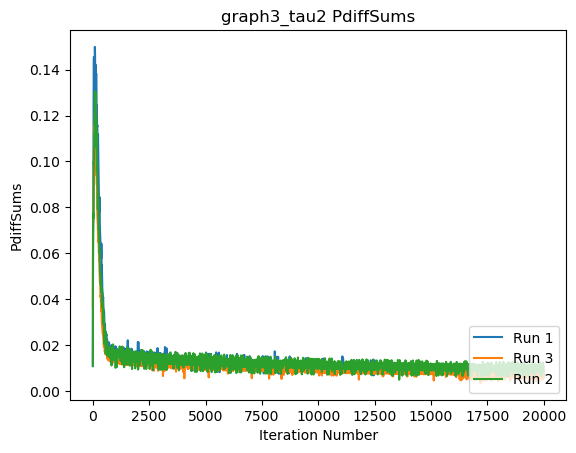 graph3_tau2 PdiffSums
PdiffSums
0.14
0.12
0.10
0.08
0.06
0.04
0.02
0.00
Run 1
Run 3
Run 2
0 2500 5000 7500 10000 12500 15000 17500 20000
Iteration Number